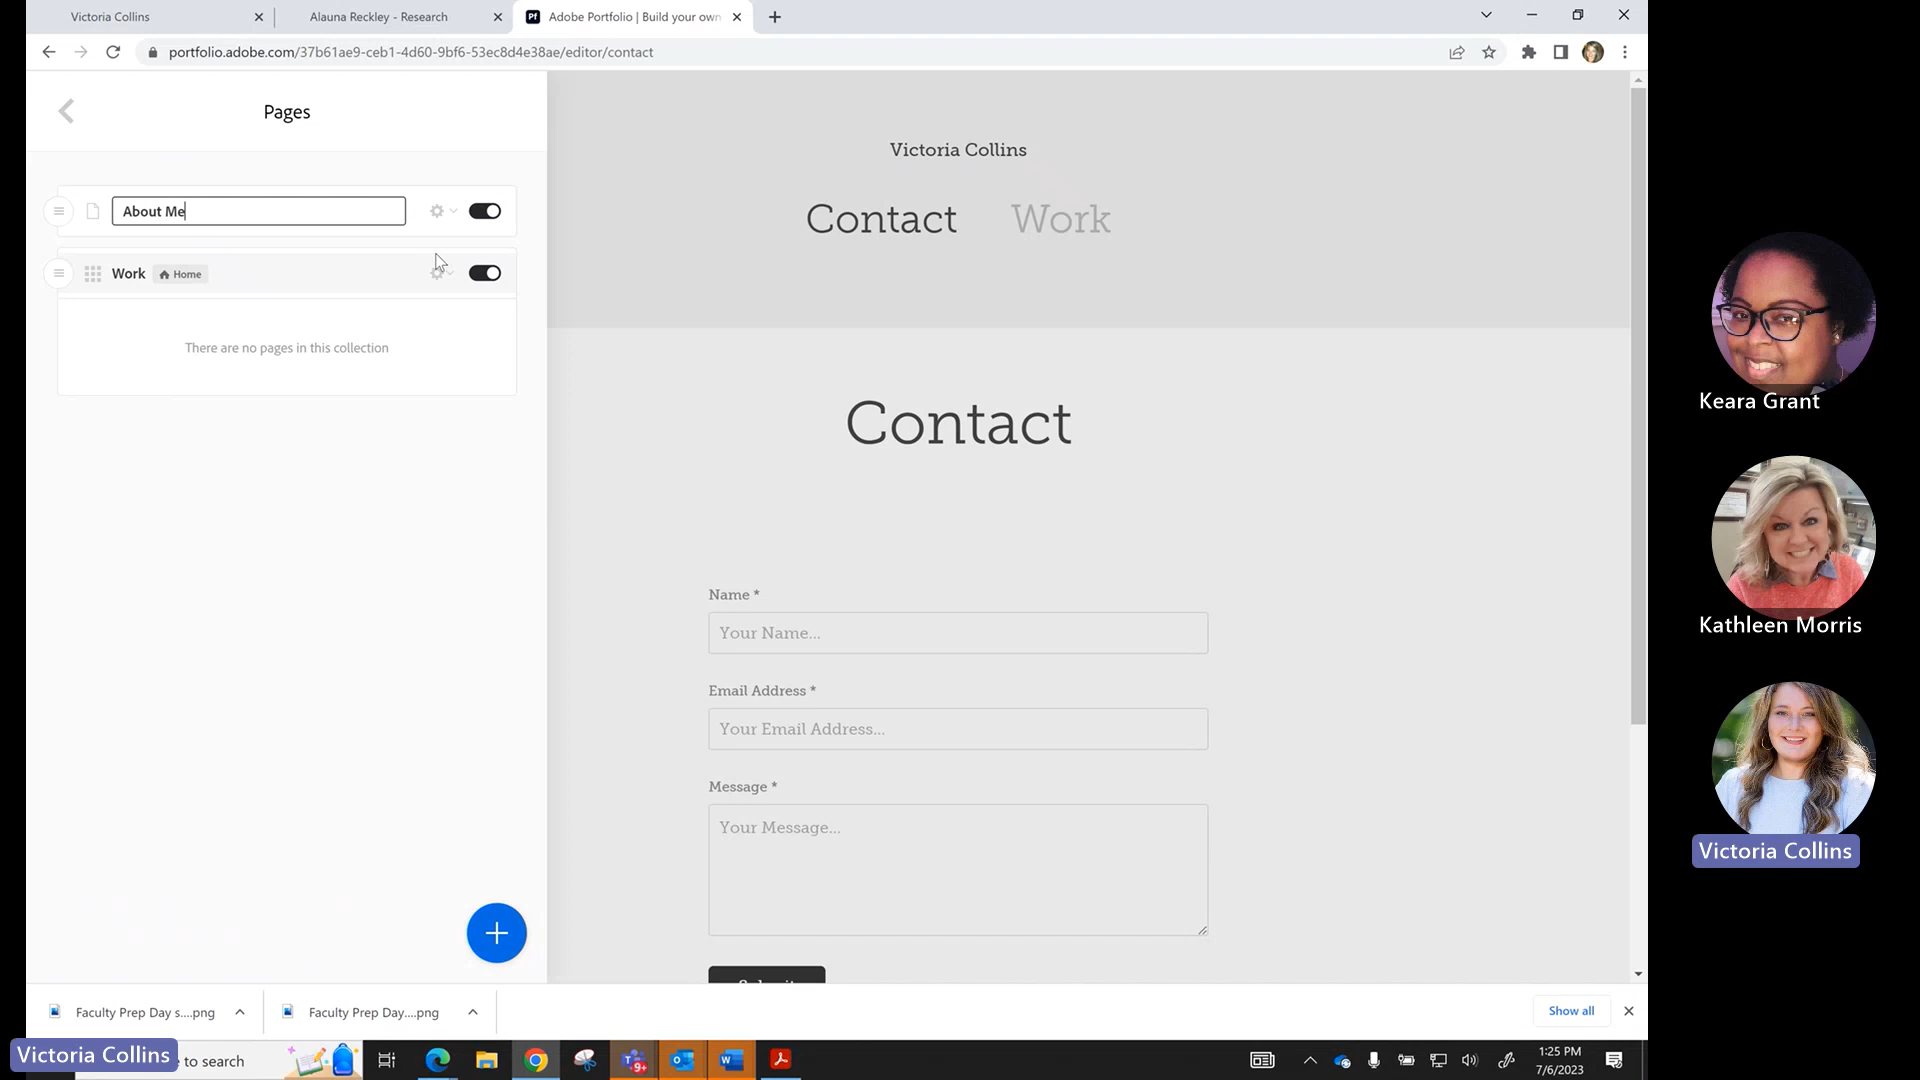 Victoria Collins
Alauna Reckley - Research
Pf
Adobe Portfolio | Build your own
portfolio.adobe.com/37b61ae9-ceb1-4d60-9bf6-53ec8d4e38ae/editor/contact
Pages
About Me
Work
Home
There are no pages in this collection
Victoria Collins
Contact
Work
Contact
Name *
Your Name...
Email Address *
Your Email Address...
Message *
Your Message...
Keara Grant
Kathleen Morris
Victoria Collins
Faculty Prep Day s....png
Faculty Prep Day....png
Show all
Victoria Collins
e to search
9+
1:25 PM
7/6/2023